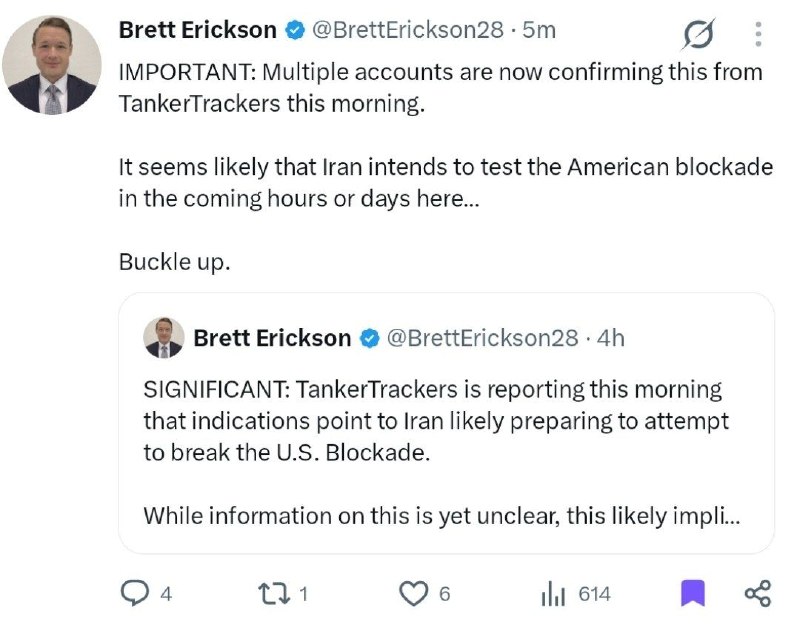 Brett Erickson @BrettErickson28 · 5m
IMPORTANT: Multiple accounts are now confirming this from
TankerTrackers this morning.
It seems likely that Iran intends to test the American blockade
in the coming hours or days here...
Buckle up.
Brett Erickson @BrettErickson28 · 4h
SIGNIFICANT: TankerTrackers is reporting this morning
that indications point to Iran likely preparing to attempt
to break the U.S. Blockade.
While information on this is yet unclear, this likely impli...
4 1 6 614